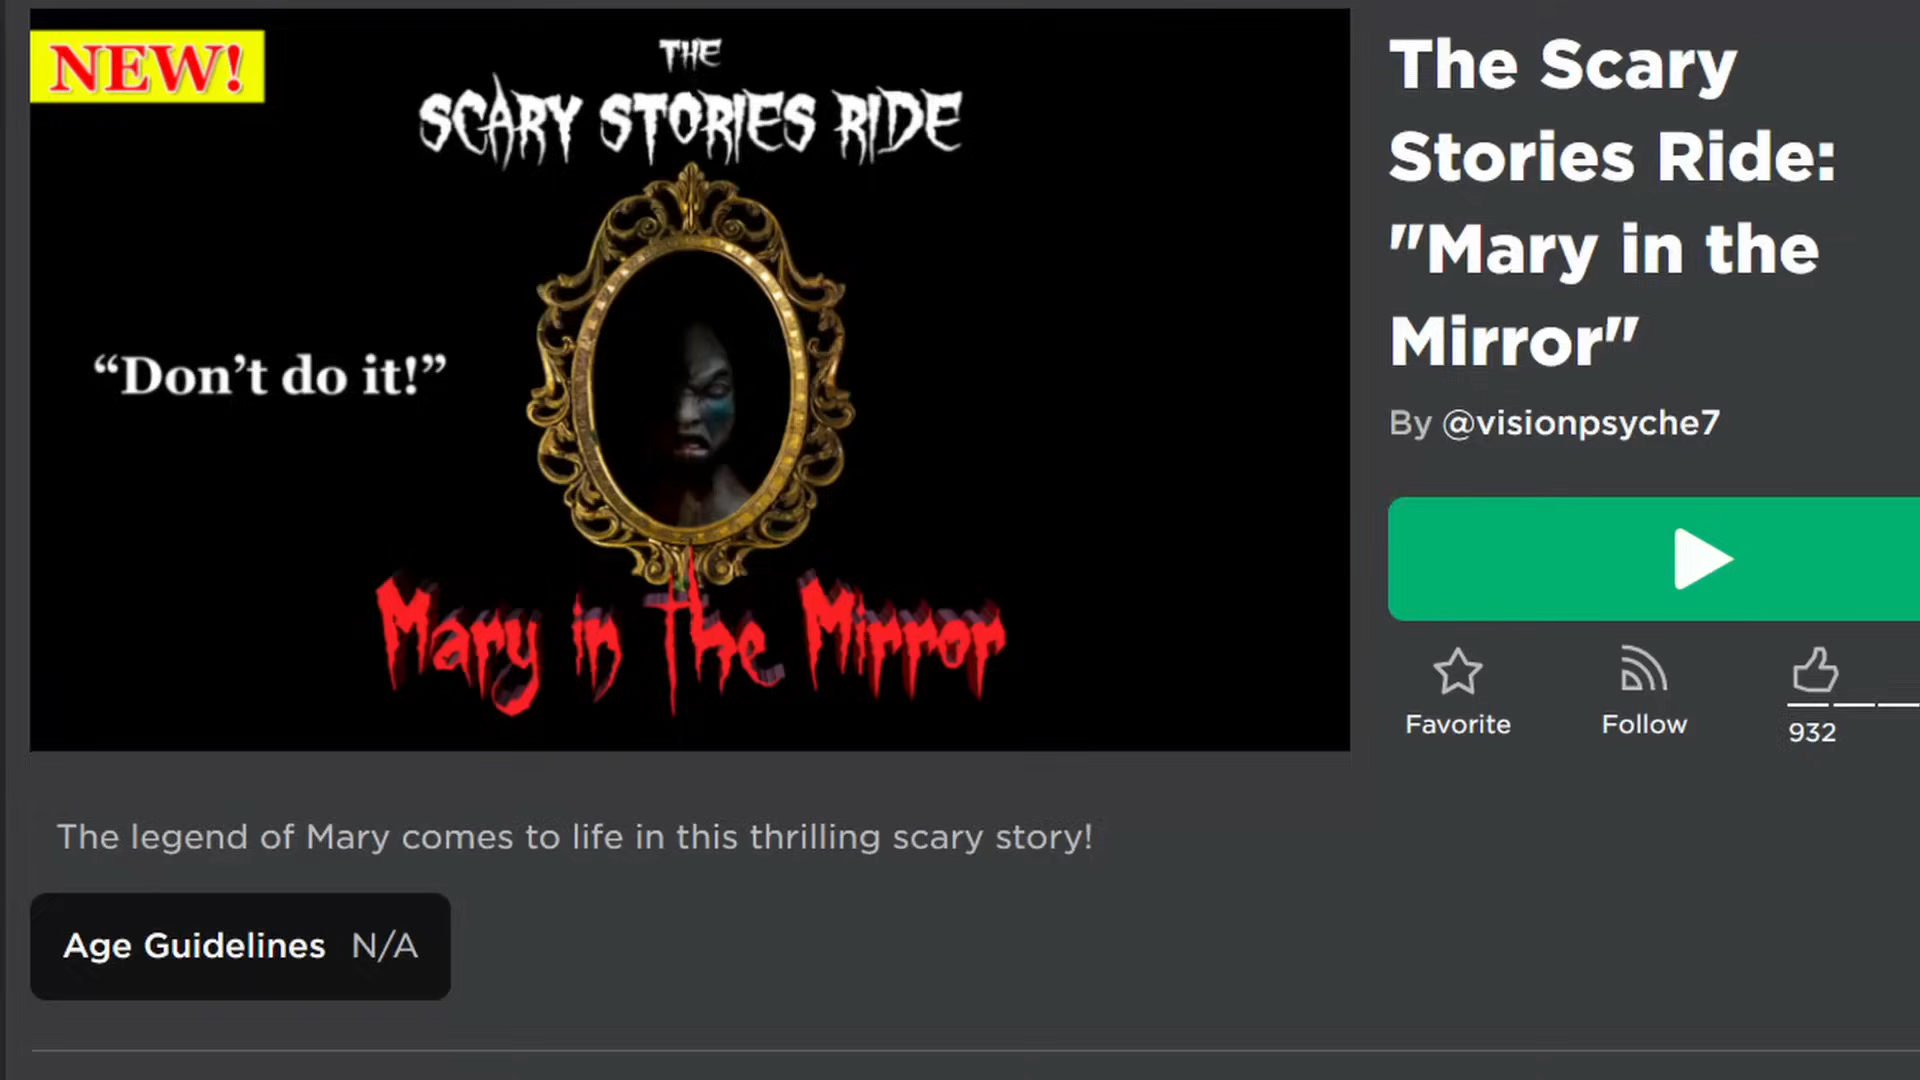 NEW!
THE
SCARY STORIES RIDE
“Don’t do it!”
Mary in The Mirror
The Scary
Stories Ride:
"Mary in the
Mirror"
By @visionpsyche7
Favorite
Follow
932
The legend of Mary comes to life in this thrilling scary story!
Age Guidelines N/A